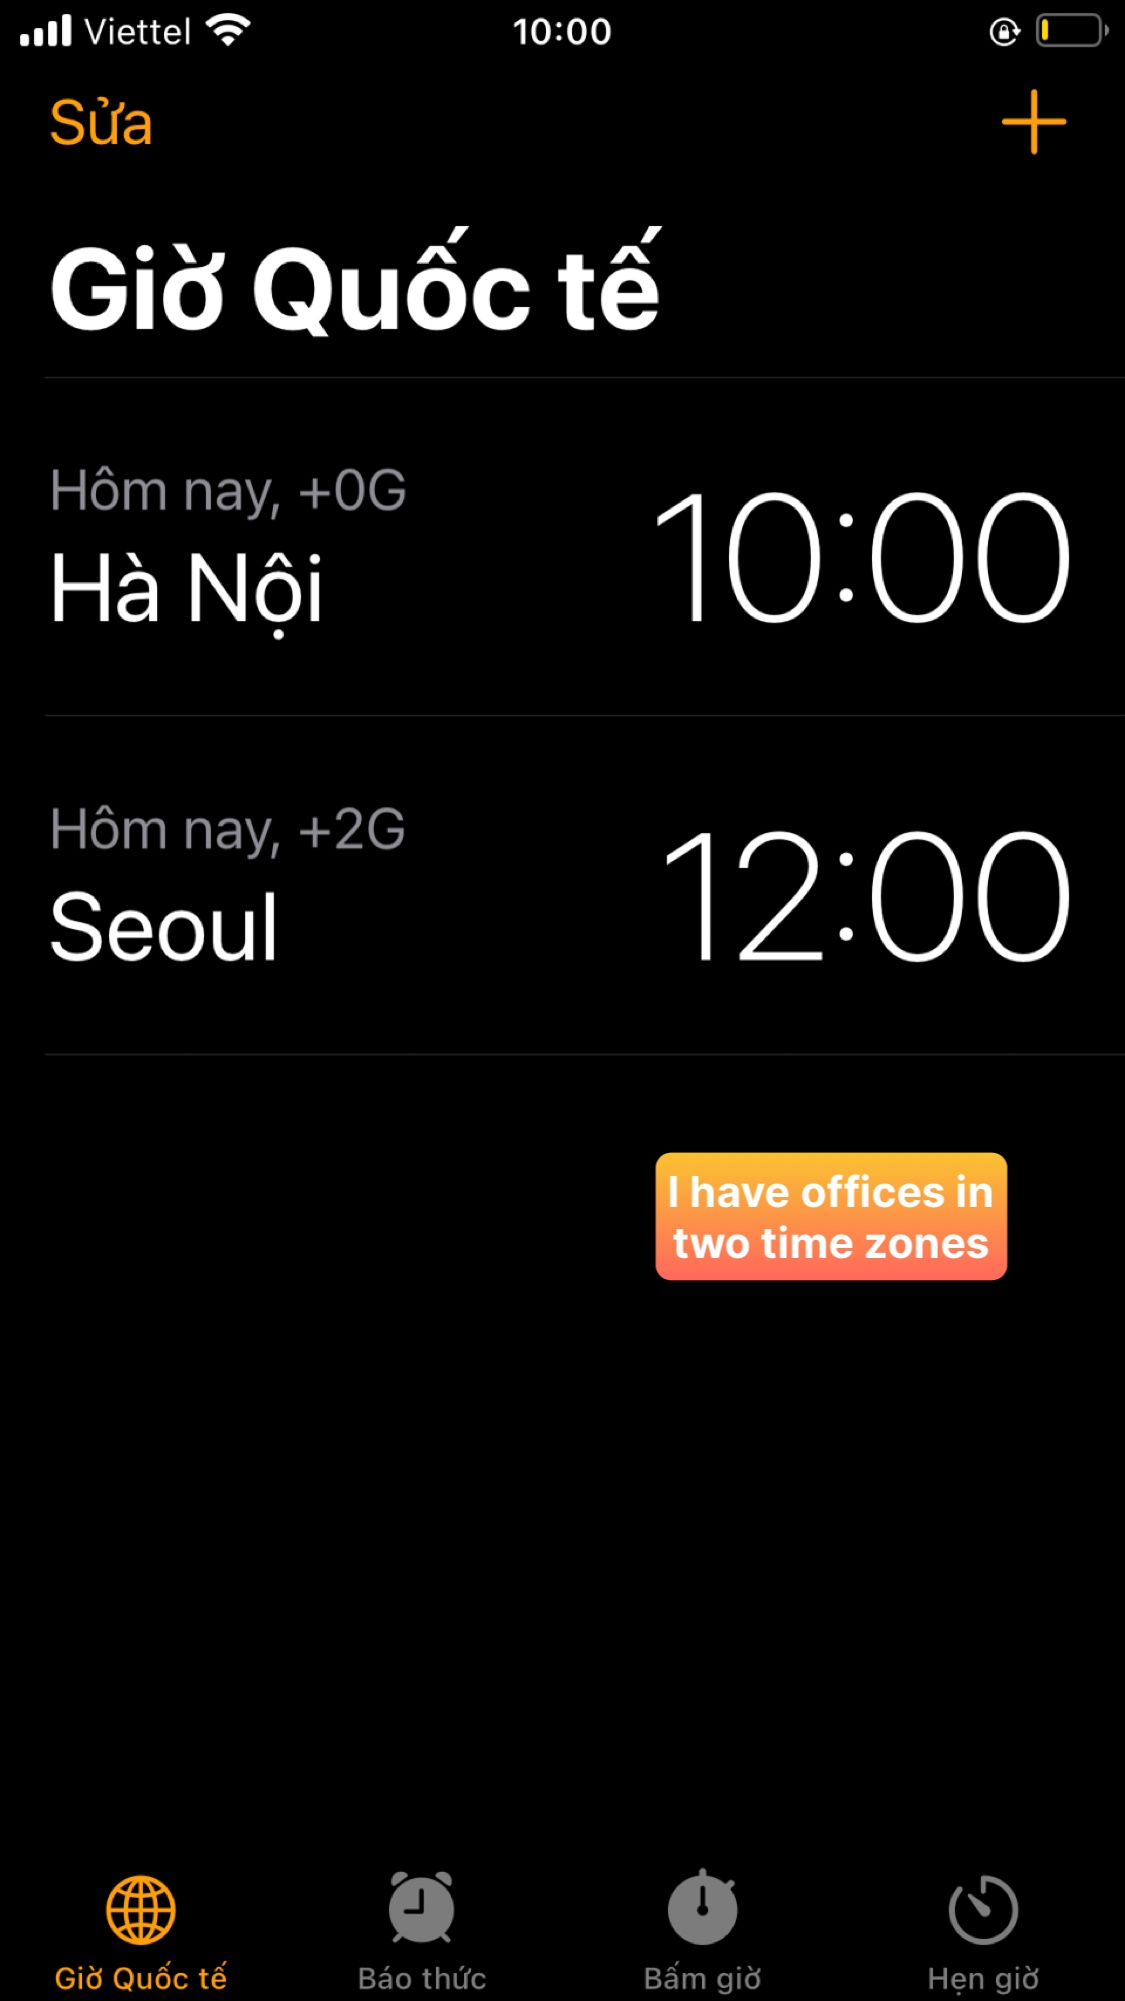 Viettel 10:00
Sửa
Giờ Quốc tế
Hôm nay, +0G
Hà Nội
10:00
Hôm nay, +2G
Seoul
12:00
I have offices in
two time zones
Giờ Quốc tế Báo thức Bấm giờ Hẹn giờ